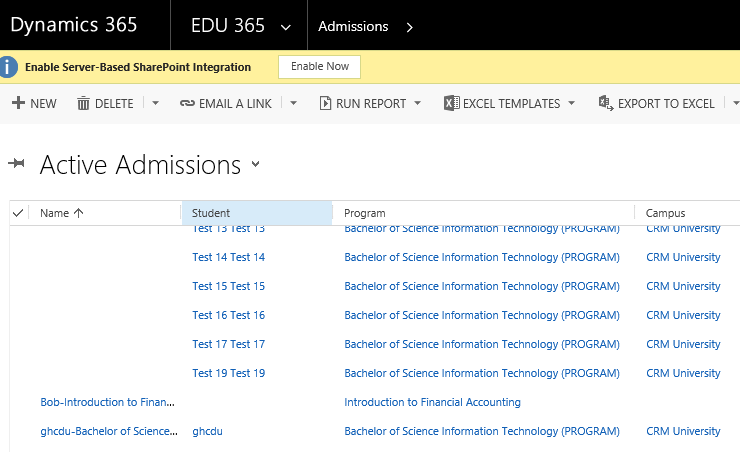 Dynamics 365 EDU 365 Admissions
Enable Server-Based SharePoint Integration Enable Now
NEW DELETE EMAIL A LINK RUN REPORT EXCEL TEMPLATES EXPORT TO EXCEL
Active Admissions
Name Student Program Campus
Test 13 Test 13 Bachelor of Science Information Technology (PROGRAM) CRM University
Test 14 Test 14 Bachelor of Science Information Technology (PROGRAM) CRM University
Test 15 Test 15 Bachelor of Science Information Technology (PROGRAM) CRM University
Test 16 Test 16 Bachelor of Science Information Technology (PROGRAM) CRM University
Test 17 Test 17 Bachelor of Science Information Technology (PROGRAM) CRM University
Test 19 Test 19 Bachelor of Science Information Technology (PROGRAM) CRM University
Bob-Introduction to Finan... Introduction to Financial Accounting
ghcdu-Bachelor of Science... ghcdu Bachelor of Science Information Technology (PROGRAM) CRM University